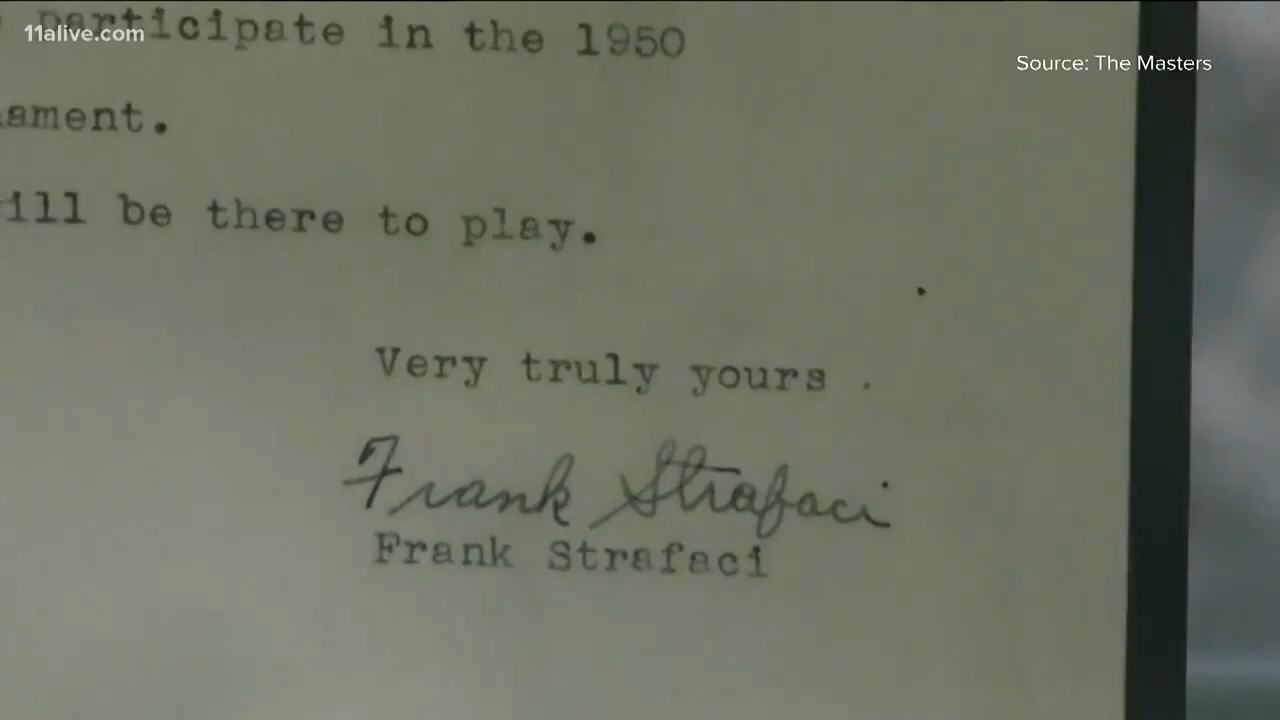 11alive.com
Source: The Masters
participate in the 1950
ament.
ill be there to play.
Very truly yours .
Frank Strafaci
Frank Strafaci